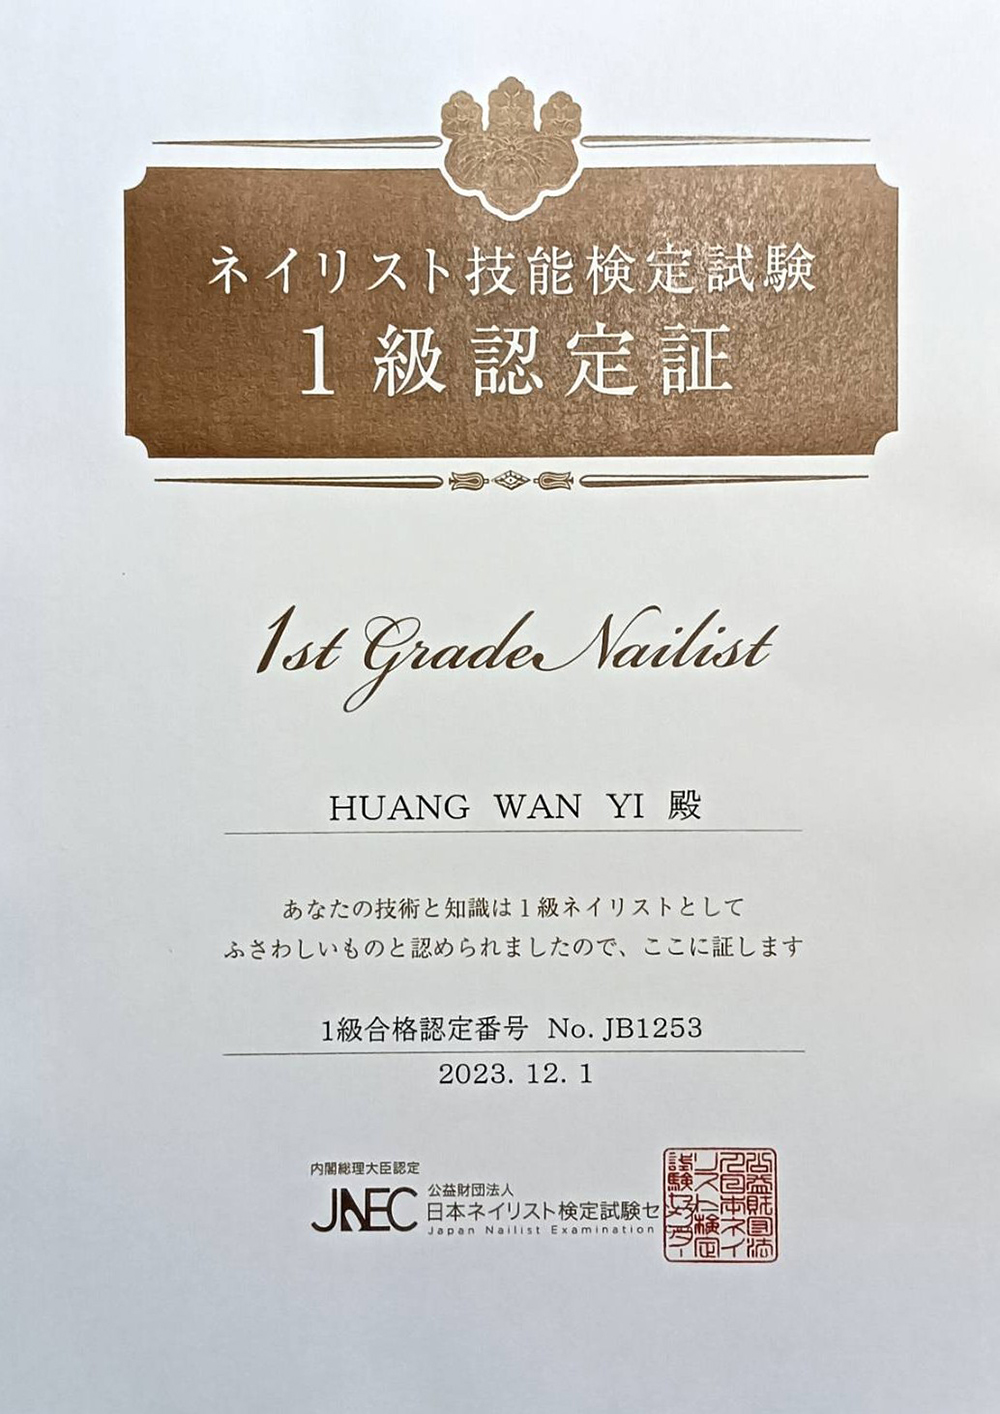 ネイリスト技能検定試験
1級認定証
1st Grade Nailist
HUANG WAN YI 殿
あなたの技術と知識は1級ネイリストとして
ふさわしいものと認められましたので、ここに証します
1級合格認定番号 No. JB1253
2023. 12. 1
内閣総理大臣認定
JNEC
公益財団法人
日本ネイリスト検定試験セ
Japan Nailist Examination
公益財団法
人日本ネイ
リスト検定
試験センター